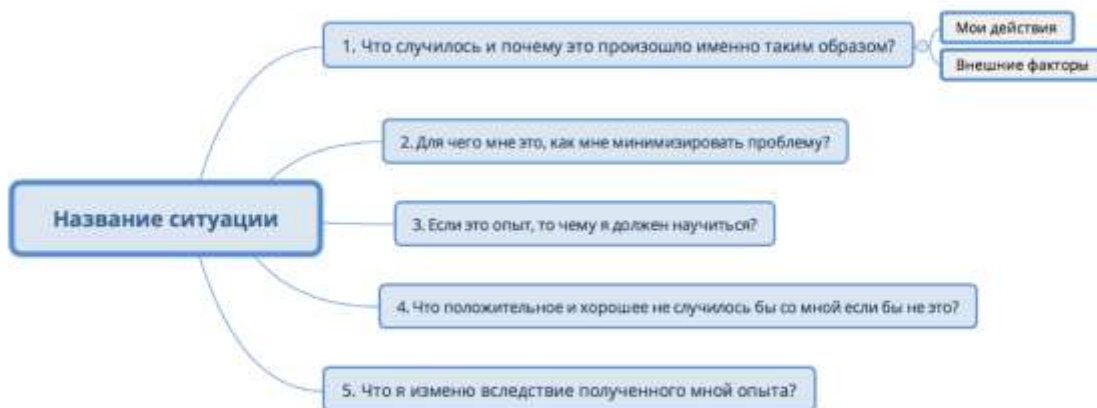 1. Что случилось и почему это произошло именно таким образом?
Мои действия
Внешние факторы
2. Для чего мне это, как мне минимизировать проблему?
Название ситуации
3. Если это опыт, то чему я должен научиться?
4. Что положительное и хорошее не случилось бы со мной если бы не это?
5. Что я изменю вследствие полученного мной опыта?